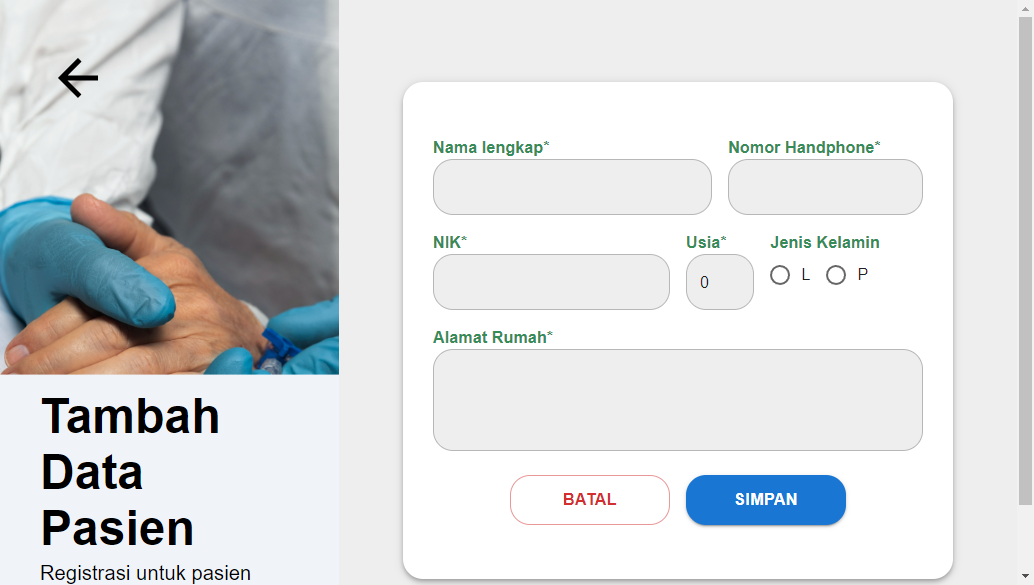 Nama lengkap*
Nomor Handphone*
NIK*
Usia*
Jenis Kelamin
0
L
P
Alamat Rumah*
BATAL
SIMPAN
Tambah
Data
Pasien
Registrasi untuk pasien